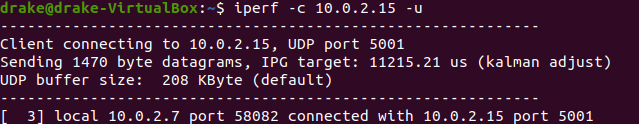 drake@drake-VirtualBox:~$ iperf -c 10.0.2.15 -u
------------------------------------------------------------
Client connecting to 10.0.2.15, UDP port 5001
Sending 1470 byte datagrams, IPG target: 11215.21 us (kalman adjust)
UDP buffer size:  208 KByte (default)
------------------------------------------------------------
[  3] local 10.0.2.7 port 58082 connected with 10.0.2.15 port 5001